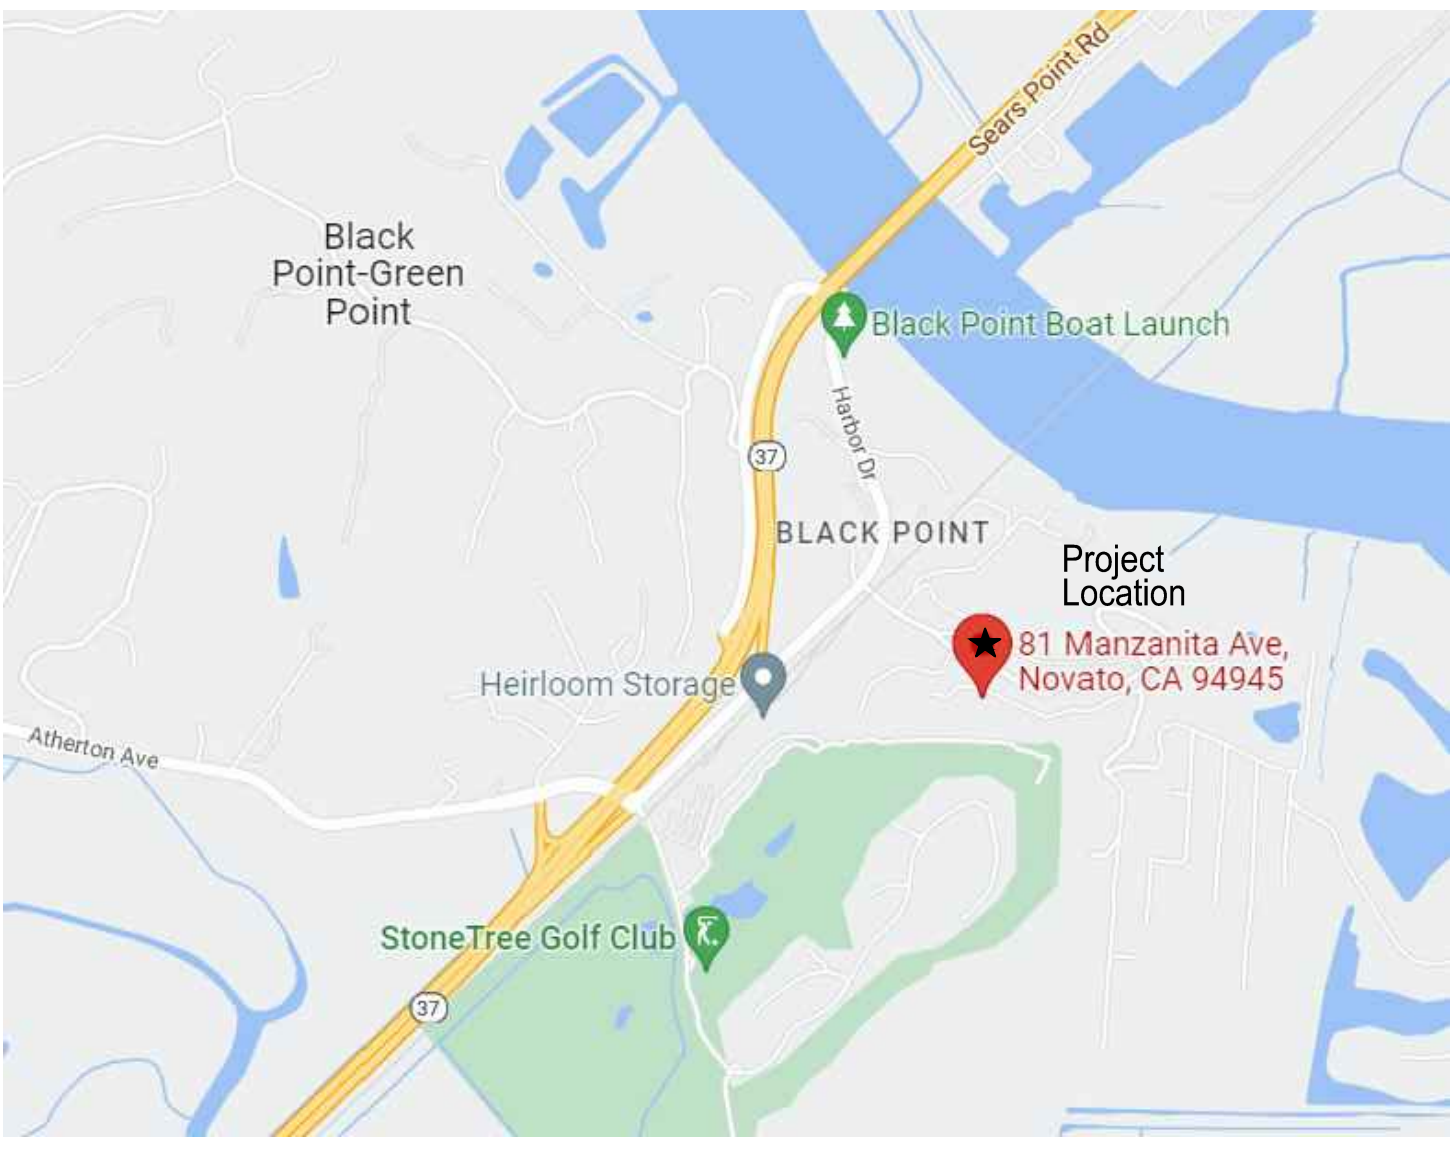 Sears Point Rd
Black
Point-Green
Point
Black Point Boat Launch
Harbor Dr
37
BLACK POINT
Project
Location
81 Manzanita Ave,
Novato, CA 94945
Heirloom Storage
Atherton Ave
StoneTree Golf Club
37